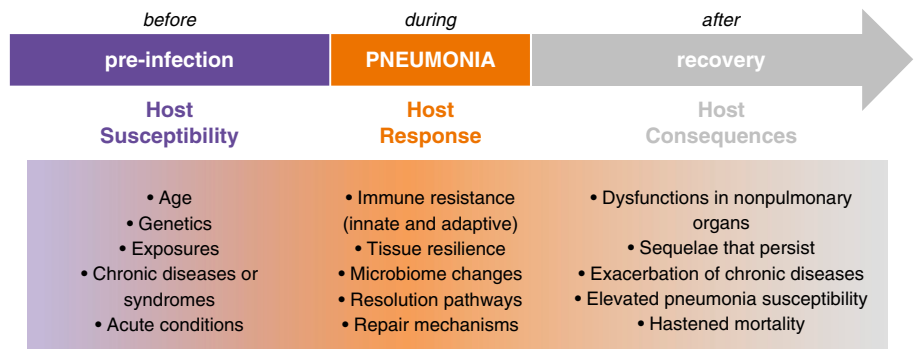 before
during
after
pre-infection
PNEUMONIA
recovery
Host
Susceptibility
Host
Response
Host
Consequences
• Age
• Genetics
• Exposures
• Chronic diseases or
syndromes
• Acute conditions
• Immune resistance
(innate and adaptive)
• Tissue resilience
• Microbiome changes
• Resolution pathways
• Repair mechanisms
• Dysfunctions in nonpulmonary
organs
• Sequelae that persist
• Exacerbation of chronic diseases
• Elevated pneumonia susceptibility
• Hastened mortality